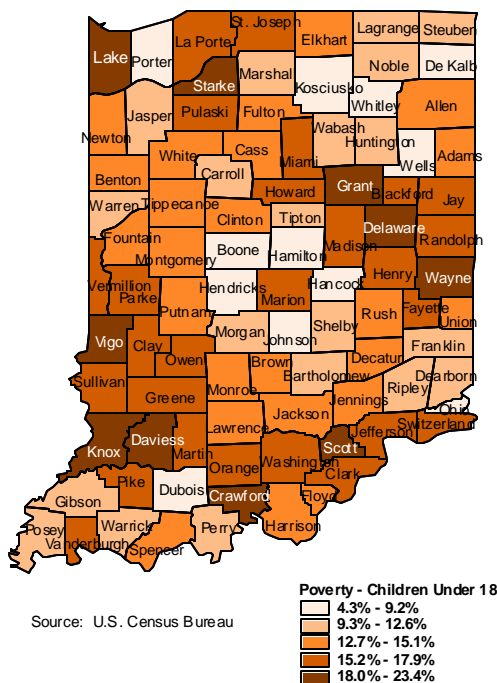 Lake
Porter
La Porte
St. Joseph
Elkhart
Lagrange
Steuben
Noble
De Kalb
Starke
Marshal
Kosciusko
Whitley
Allen
Newton
Jasper
Pulaski
Fulton
Wabash
Huntington
Wells
Adams
Benton
White
Cass
Miami
Carroll
Howard
Grant
Blackford
Jay
Warren
Tippecanoe
Clinton
Tipton
Delaware
Randolph
Fountain
Montgomery
Boone
Hamilton
Madison
Henry
Wayne
Vermillion
Parke
Hendricks
Marion
Hancock
Fayette
Union
Putnam
Rush
Vigo
Clay
Owen
Morgan
Johnson
Shelby
Franklin
Decatur
Sullivan
Greene
Monroe
Brown
Bartholomew
Jennings
Ripley
Dearborn
Ohio
Switzerland
Jefferson
Jackson
Lawrence
Knox
Daviess
Martin
Orange
Washington
Scott
Clark
Gibson
Pike
Dubois
Crawford
Floyd
Harrison
Posey
Vanderburgh
Warrick
Spencer
Perry
Poverty - Children Under 18
4.3% - 9.2%
9.3% - 12.6%
12.7% - 15.1%
15.2% - 17.9%
18.0% - 23.4%
Source: U.S. Census Bureau